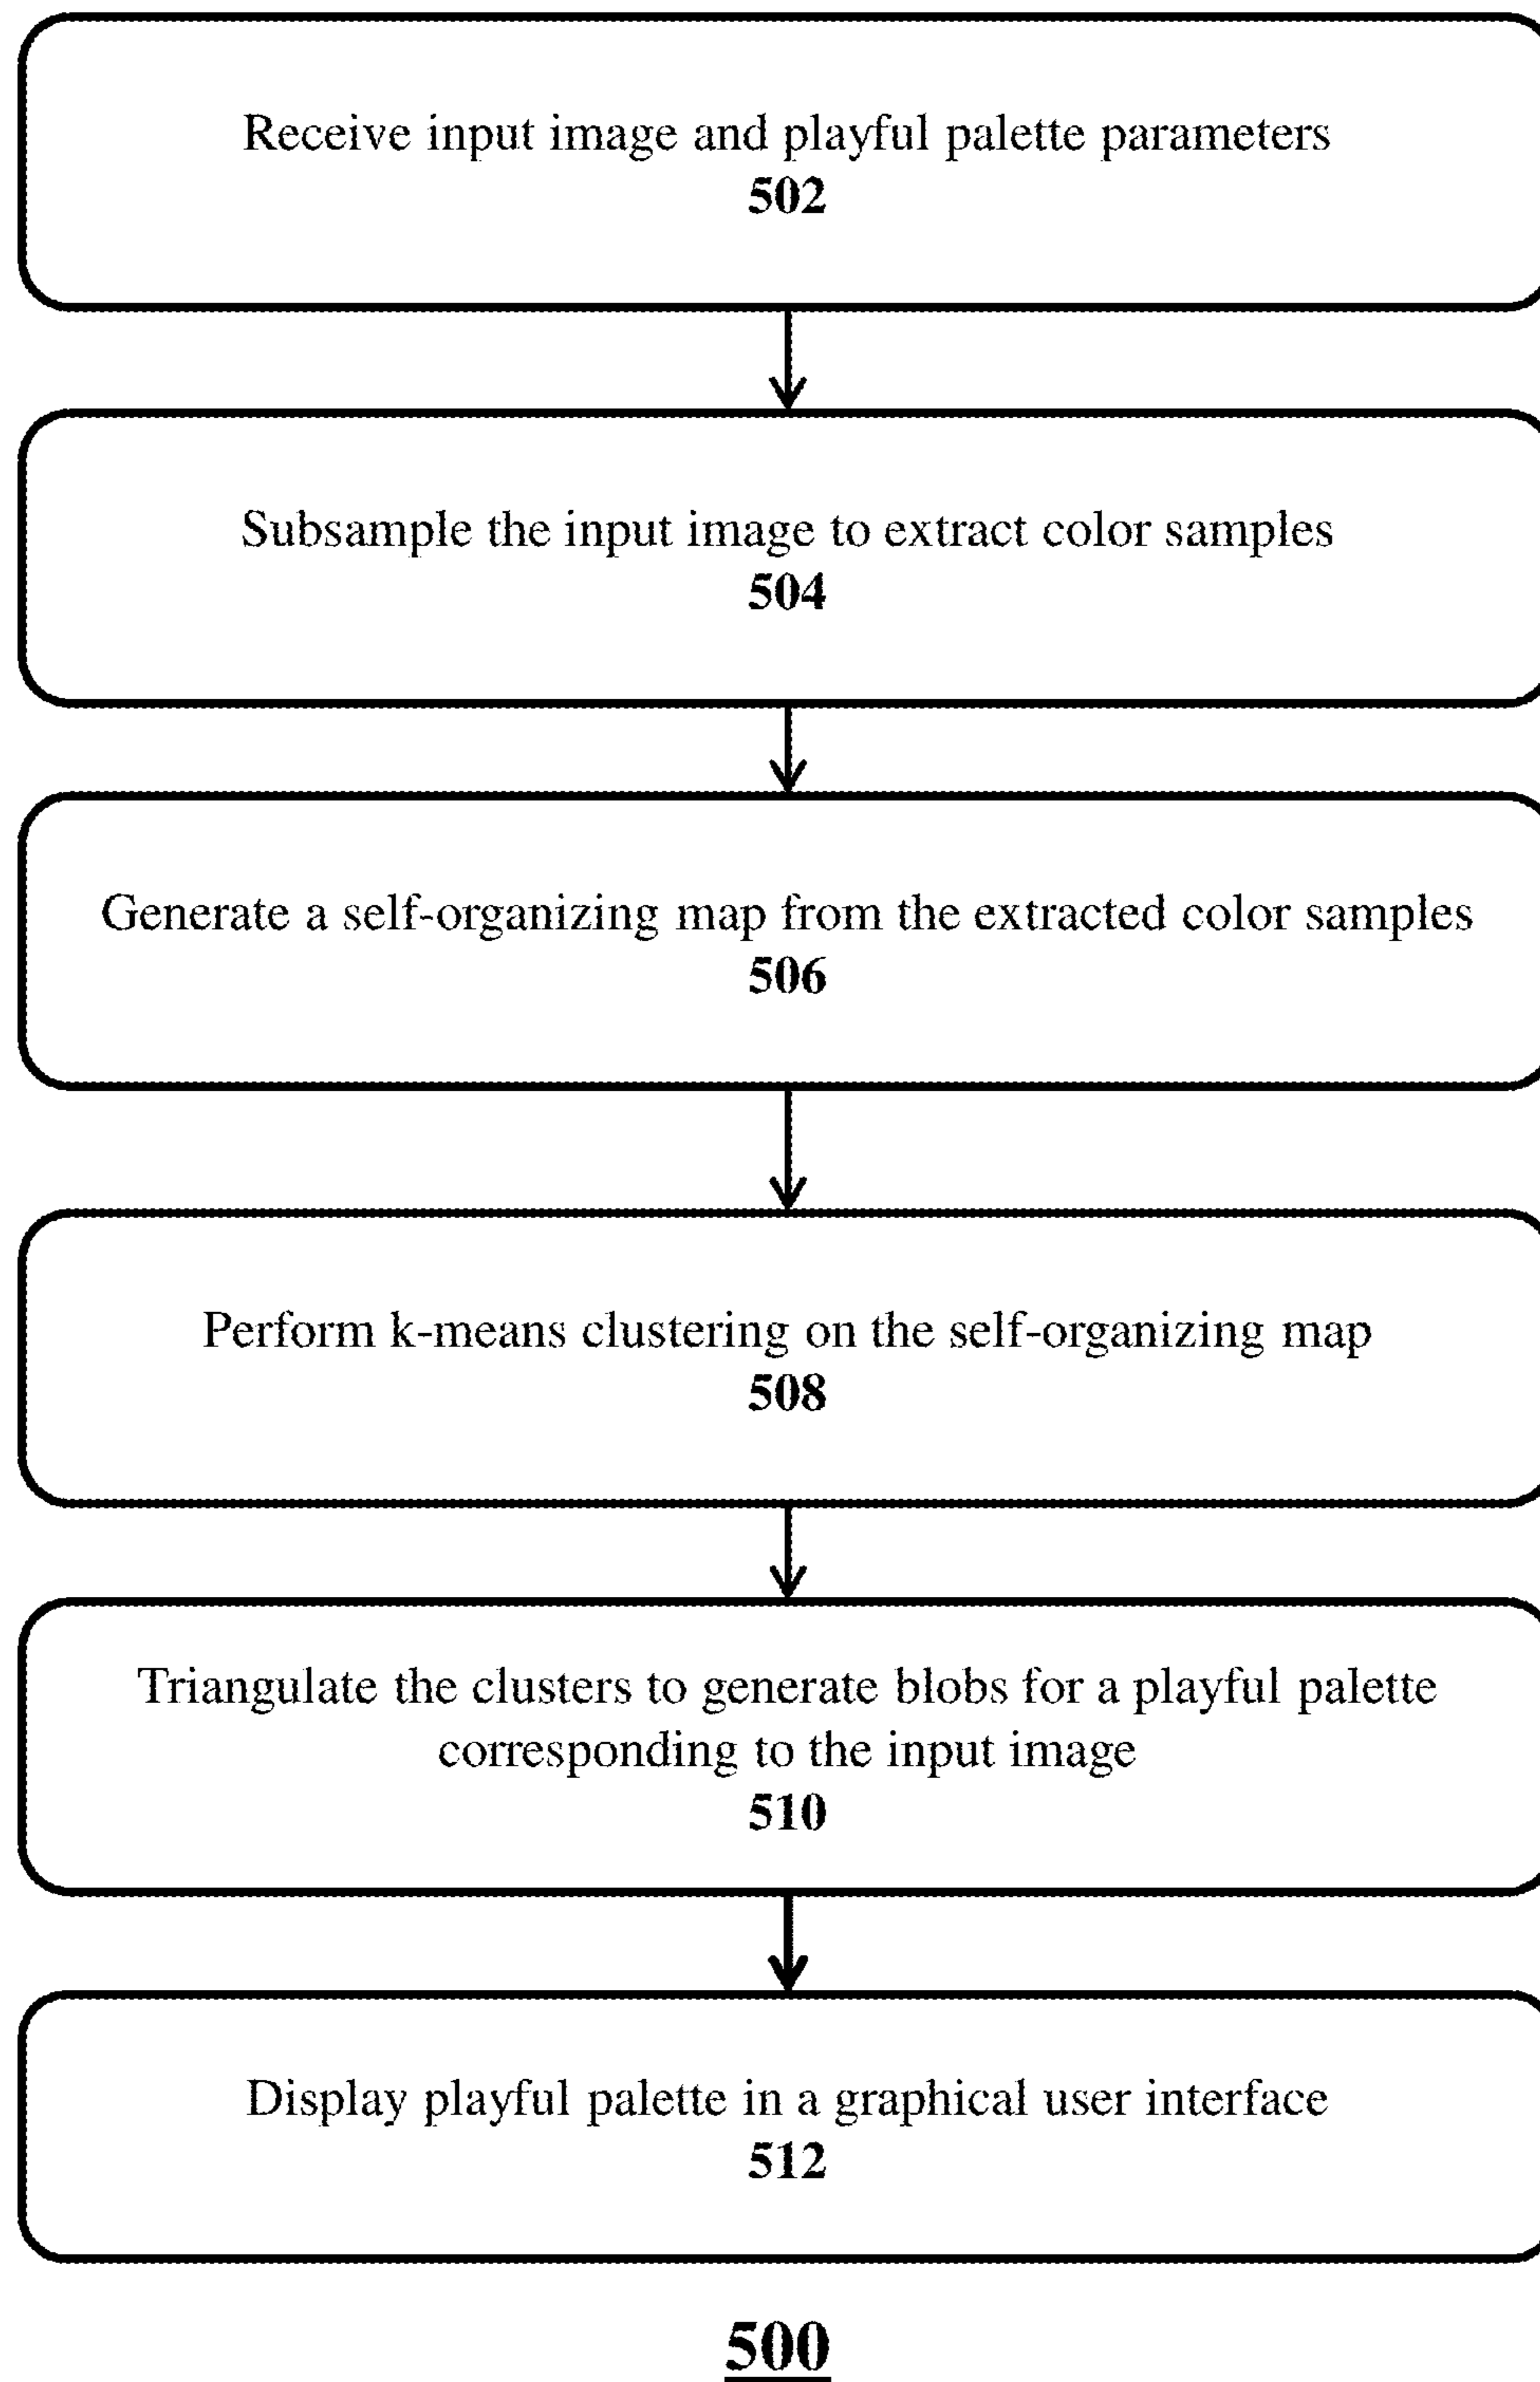 Receive input image and playful palette parameters
502
Subsample the input image to extract color samples
504
Generate a self-organizing map from the extracted color samples
506
Perform k-means clustering on the self-organizing map
508
Triangulate the clusters to generate blobs for a playful palette
corresponding to the input image
510
Display playful palette in a graphical user interface
512
500